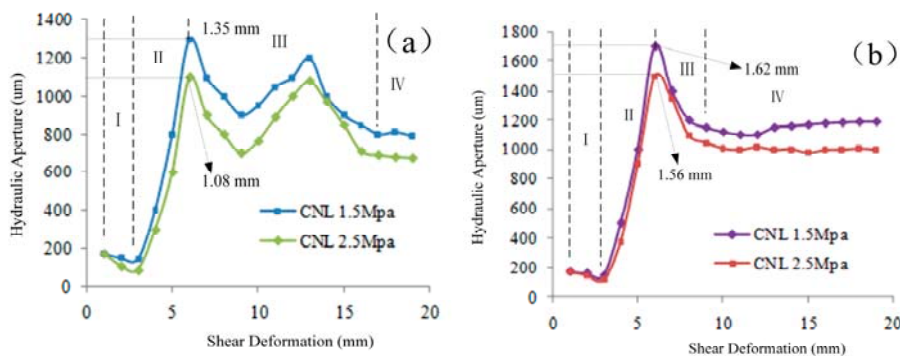 1400
1200
1000
800
600
400
200
0
Hydraulic Aperture (um)
1.35 mm
(a)
I
II
III
IV
1.08 mm
CNL 1.5Mpa
CNL 2.5Mpa
0 5 10 15 20
Shear Deformation (mm)
1800
1600
1400
1200
1000
800
600
400
200
0
Hydraulic Aperture (um)
(b)
1.62 mm
I
II
III
IV
1.56 mm
CNL 1.5Mpa
CNL 2.5Mpa
0 5 10 15 20
Shear Deformation (mm)